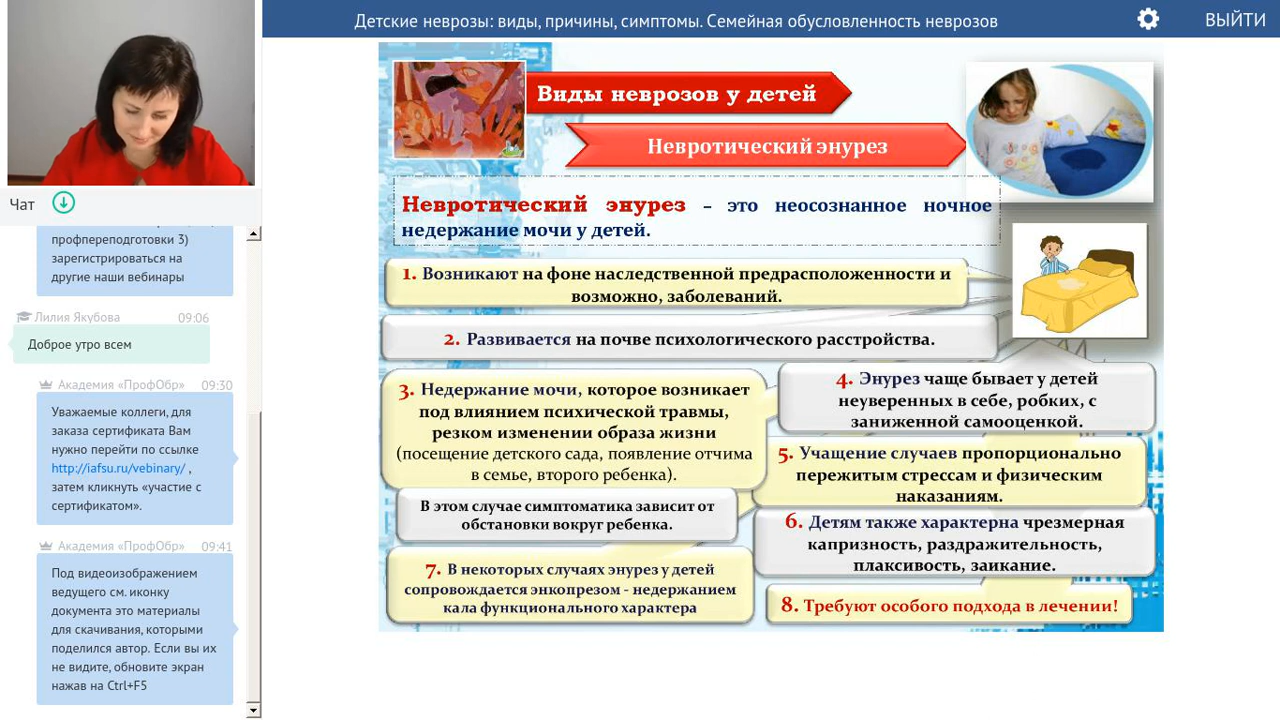 Детские неврозы: виды, причины, симптомы. Семейная обусловленность неврозов
ВЫЙТИ
Чат
профпереподготовки 3)
зарегистрироваться на
другие наши вебинары
Лилия Якубова 09:06
Доброе утро всем
Академия «ПрофОбр» 09:30
Уважаемые коллеги, для
заказа сертификата Вам
нужно перейти по ссылке
http://iafsu.ru/vebinary/ ,
затем кликнуть «участие с
сертификатом».
Академия «ПрофОбр» 09:41
Под видеоизображением
ведущего см. иконку
документа это материалы
для скачивания, которыми
поделился автор. Если вы их
не видите, обновите экран
нажав на Ctrl+F5
Виды неврозов у детей
Невротический энурез
Невротический энурез – это неосознанное ночное
недержание мочи у детей.
1. Возникают на фоне наследственной предрасположенности и
возможно, заболеваний.
2. Развивается на почве психологического расстройства.
3. Недержание мочи, которое возникает
под влиянием психической травмы,
резком изменении образа жизни
(посещение детского сада, появление отчима
в семье, второго ребенка).
В этом случае симптоматика зависит от
обстановки вокруг ребенка.
4. Энурез чаще бывает у детей
неуверенных в себе, робких, с
заниженной самооценкой.
5. Учащение случаев пропорционально
пережитым стрессам и физическим
наказаниям.
6. Детям также характерна чрезмерная
капризность, раздражительность,
плаксивость, заикание.
7. В некоторых случаях энурез у детей
сопровождается энкопрезом - недержанием
кала функционального характера
8. Требуют особого подхода в лечении!